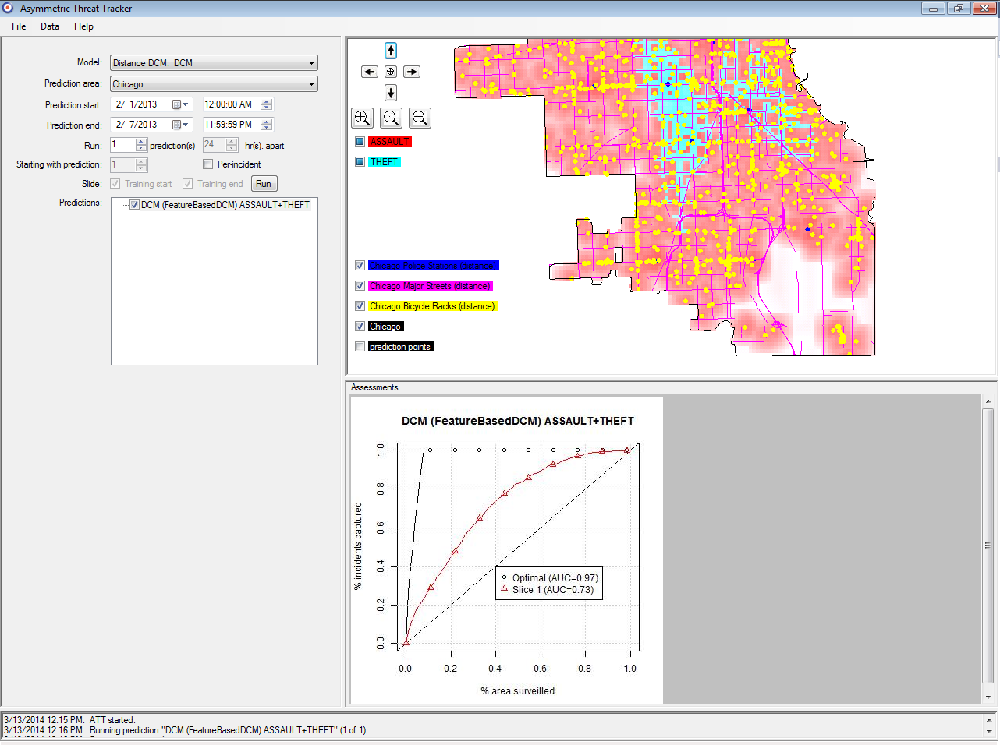 Asymmetric Threat Tracker
File Data Help
Model: Distance DCM: DCM
Prediction area: Chicago
Prediction start: 2/ 1/2013 12:00:00 AM
Prediction end: 2/ 7/2013 11:59:59 PM
Run: 1 prediction(s) 24 hr(s). apart
Starting with prediction: 1 Per-incident
Slide: Training start Training end Run
Predictions: DCM (FeatureBasedDCM) ASSAULT+THEFT
ASSAULT
THEFT
Chicago Police Stations (distance)
Chicago Major Streets (distance)
Chicago Bicycle Racks (distance)
Chicago
prediction points
Assessments
DCM (FeatureBasedDCM) ASSAULT+THEFT
% incidents captured
1.0
0.8
0.6
0.4
0.2
0.0
Optimal (AUC=0.97)
Slice 1 (AUC=0.73)
0.0 0.2 0.4 0.6 0.8 1.0
% area surveilled
3/13/2014 12:15 PM: ATT started.
3/13/2014 12:16 PM: Running prediction "DCM (FeatureBasedDCM) ASSAULT+THEFT" (1 of 1).